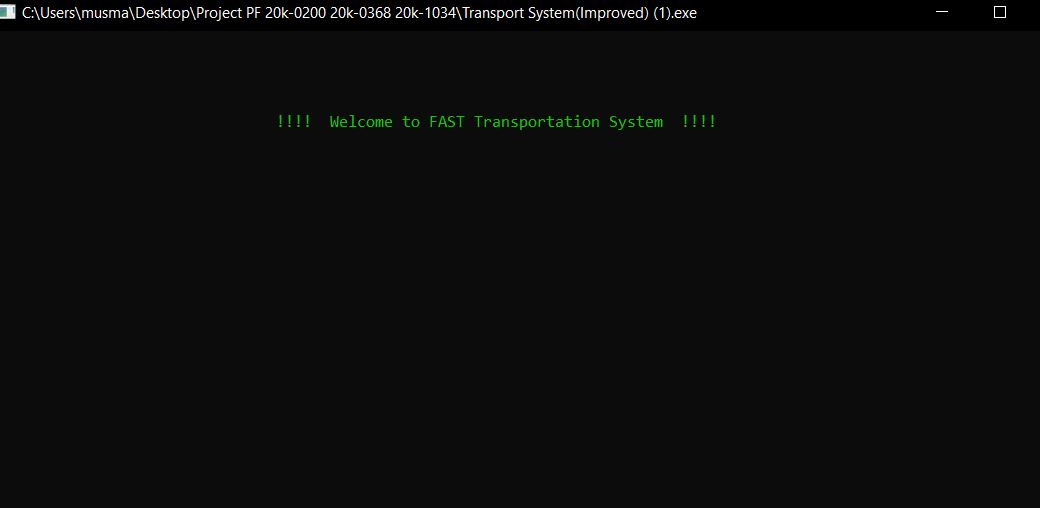 C:\Users\musma\Desktop\Project PF 20k-0200 20k-0368 20k-1034\Transport System(Improved) (1).exe
!!!!  Welcome to FAST Transportation System  !!!!